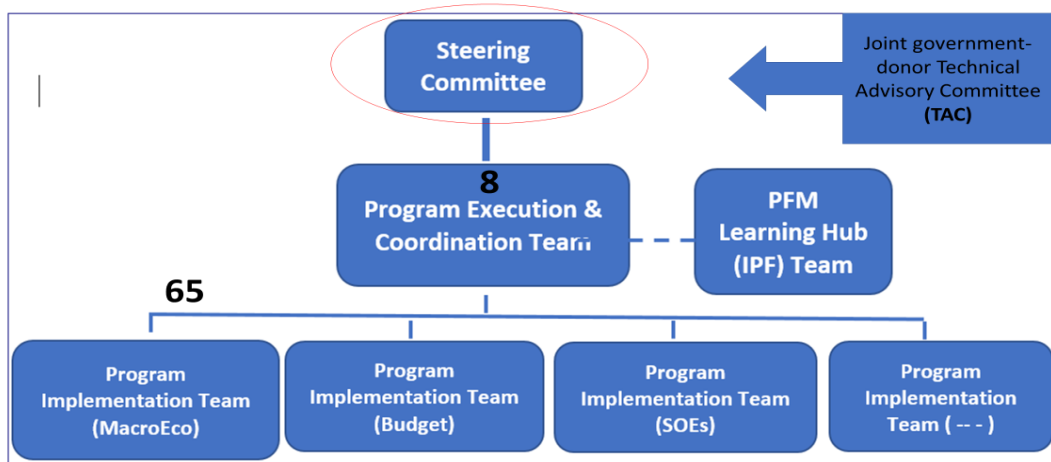 Steering
Committee
Joint government-
donor Technical
Advisory Committee
(TAC)
8
Program Execution &
Coordination Team
PFM
Learning Hub
(IPF) Team
65
Program
Implementation Team
(MacroEco)
Program
Implementation Team
(Budget)
Program
Implementation Team
(SOEs)
Program
Implementation
Team ( -- - )